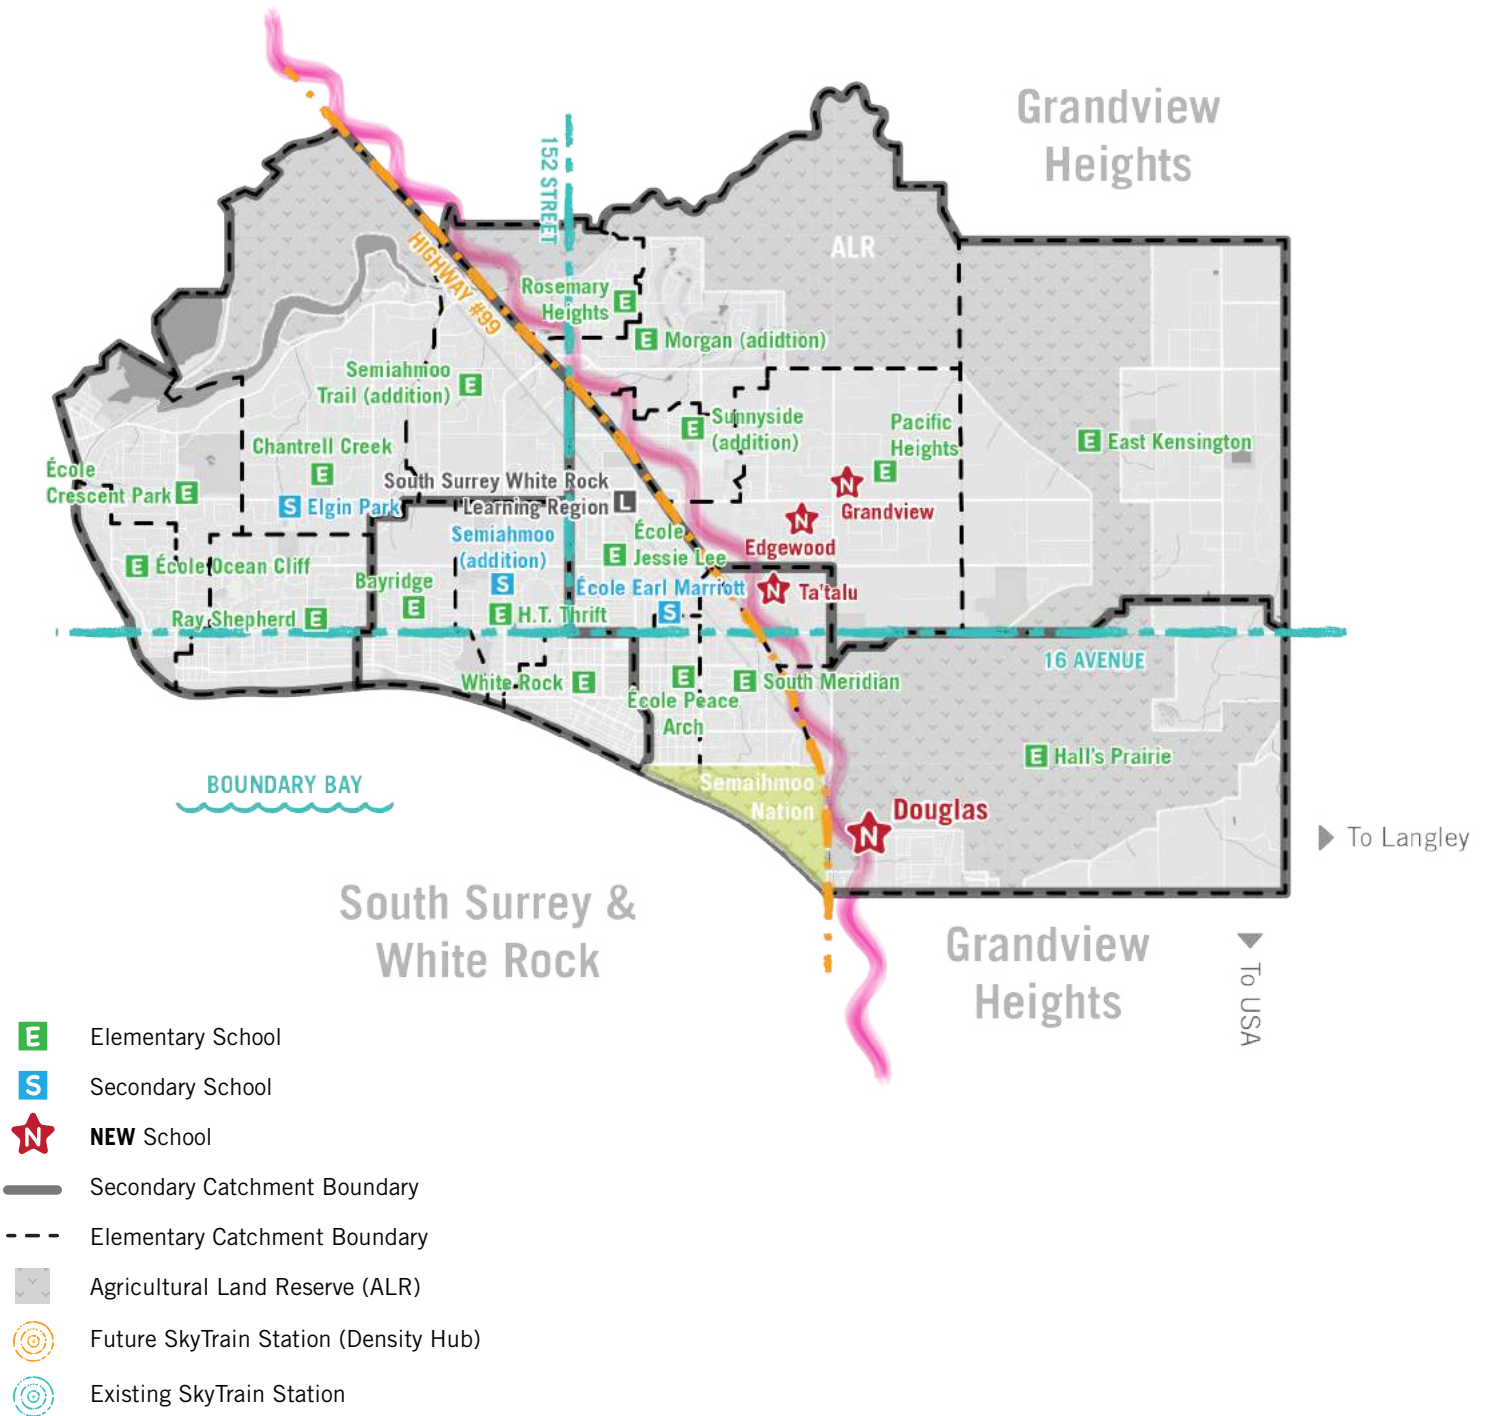 Grandview
Heights
152 STREET
ALR
HIGHWAY #99
Rosemary
Heights
E
E
Morgan (adidtion)
Semiahmoo
Trail (addition)
E
E
Sunnyside
(addition)
Pacific
Heights
E
E
East Kensington
Chantrell Creek
E
École
Crescent Park
E
S
Elgin Park
South Surrey White Rock
Learning Region
L
N
Grandview
N
Edgewood
Semiahmoo
(addition)
S
École
Jessie Lee
E
E
École Ocean Cliff
Bayridge
E
École Earl Marriott
S
N
Ta'talu
Ray Shepherd
E
E
H.T. Thrift
16 AVENUE
White Rock
E
E
École Peace
Arch
E
South Meridian
E
Hall's Prairie
BOUNDARY BAY
Semaihmoo
Nation
Douglas
N
To Langley
South Surrey &
White Rock
Grandview
Heights
To USA
E
Elementary School
S
Secondary School
N
NEW School
Secondary Catchment Boundary
Elementary Catchment Boundary
Agricultural Land Reserve (ALR)
Future SkyTrain Station (Density Hub)
Existing SkyTrain Station